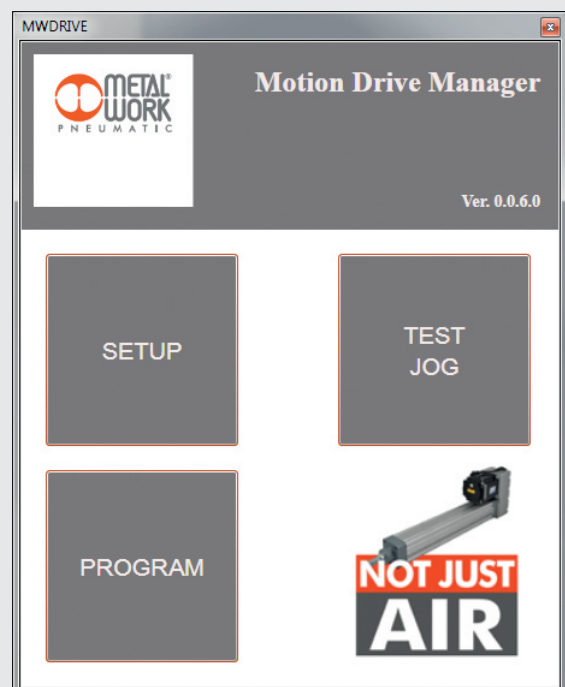 MWDRIVE
METAL®
WORK
PNEUMATIC
Motion Drive Manager
Ver. 0.0.6.0
SETUP
TEST
JOG
PROGRAM
NOT JUST
AIR